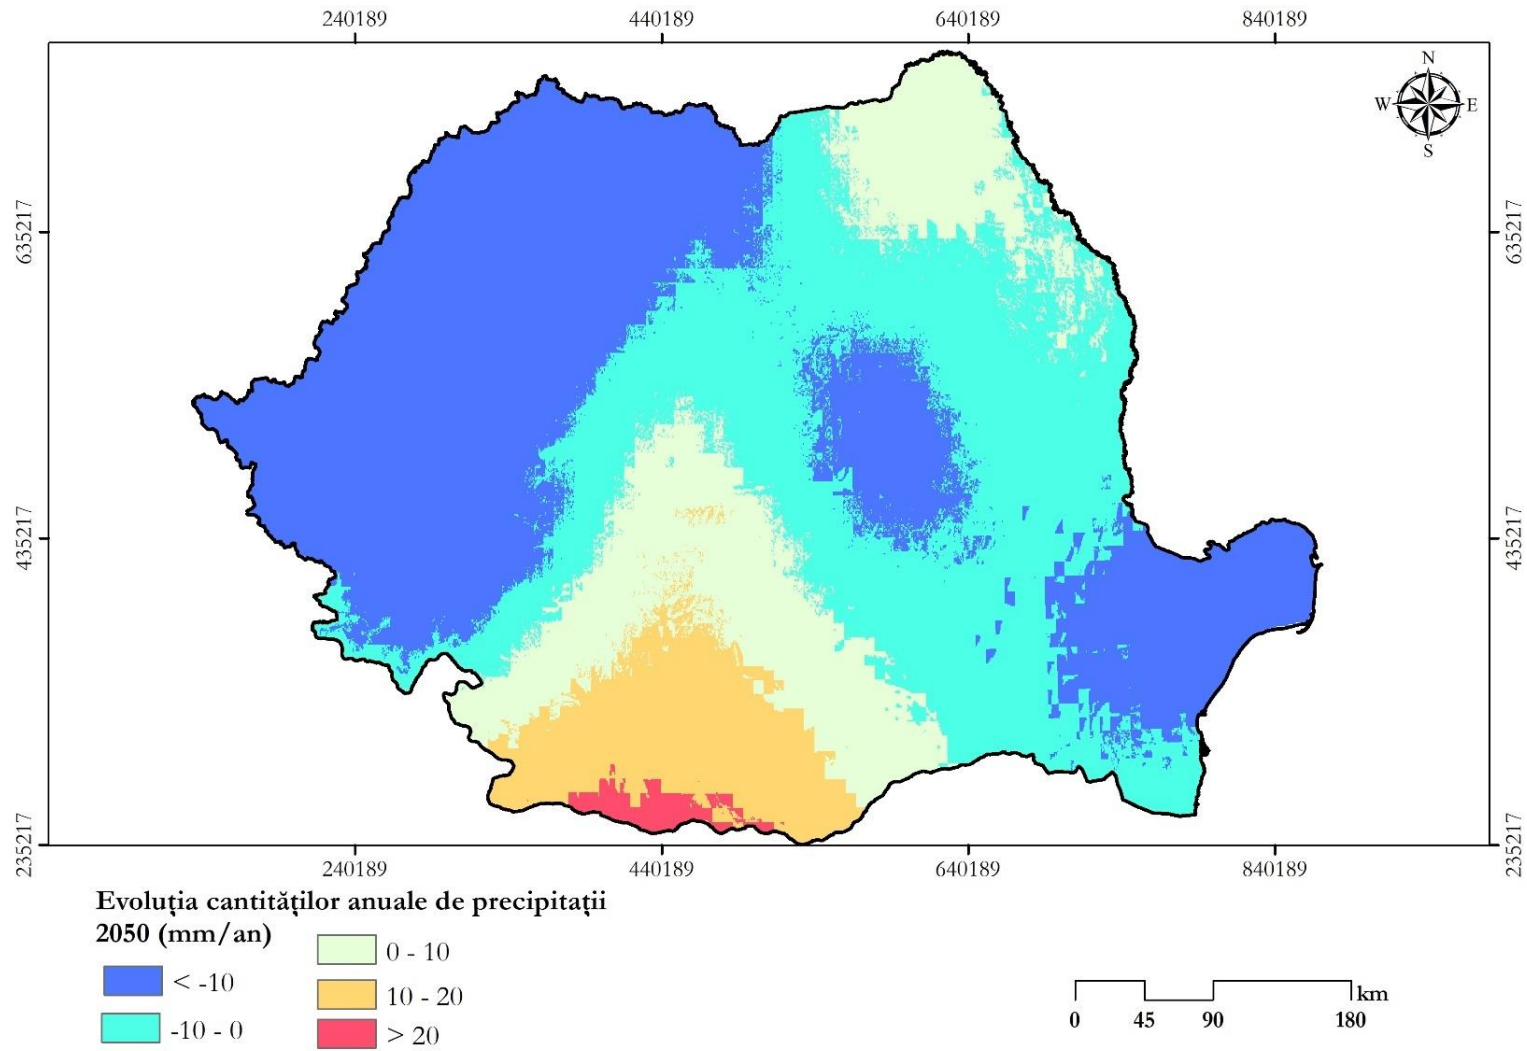 240189 440189 640189 840189
N
W E
S
635217 635217
435217 435217
235217 235217
240189 440189 640189 840189
Evoluția cantităților anuale de precipitații
2050 (mm/an)
< -10
-10 - 0
0 - 10
10 - 20
> 20
km
0 45 90 180